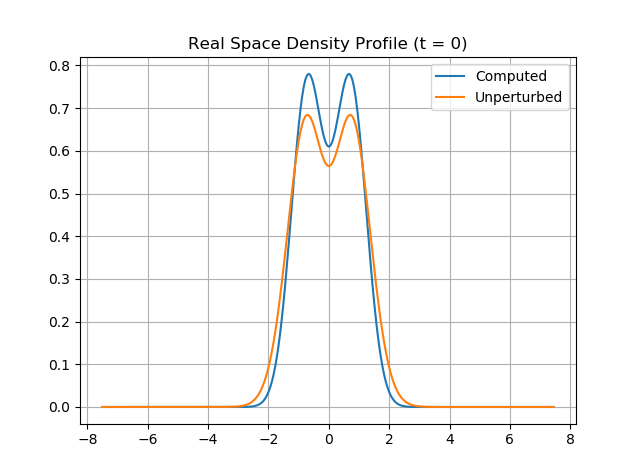 Real Space Density Profile (t = 0)
Computed
Unperturbed
0.8
0.7
0.6
0.5
0.4
0.3
0.2
0.1
0.0
−8 −6 −4 −2 0 2 4 6 8